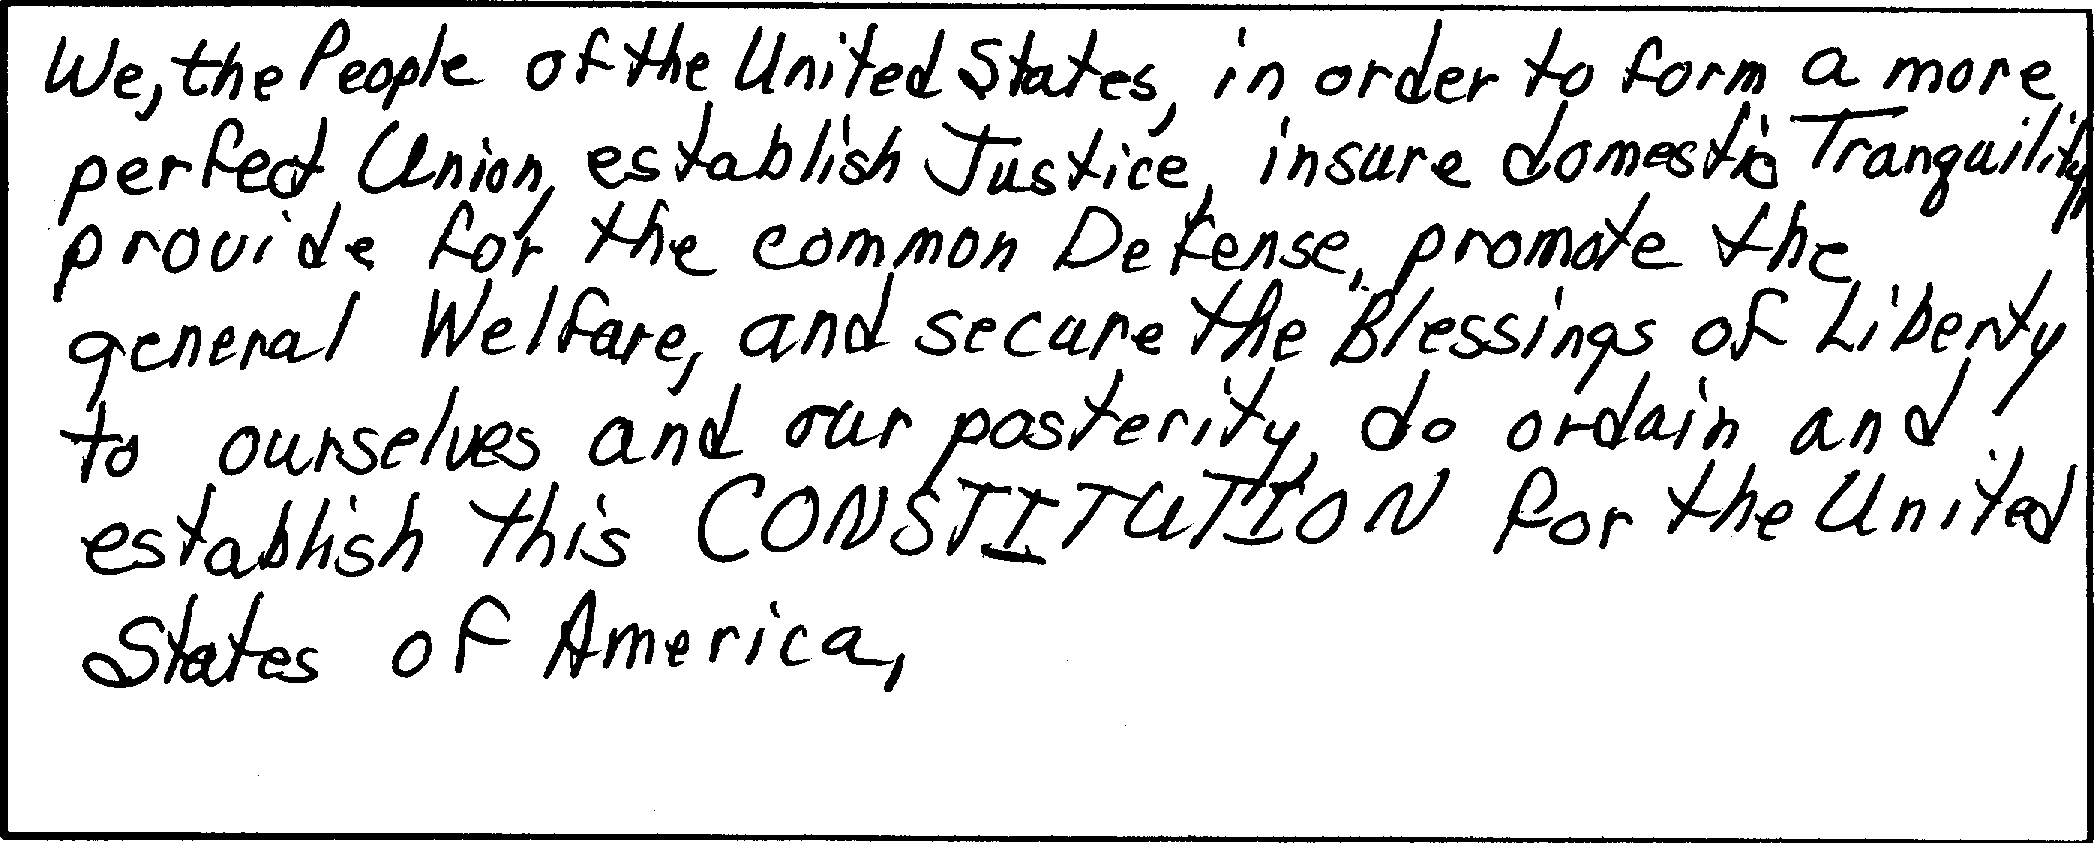 We, the People of the United States, in order to form a more
perfect Union, establish Justice, insure domestic Tranquility,
provide for the common Defense, promote the
general Welfare, and secure the Blessings of Liberty
to ourselves and our posterity, do ordain and
establish this CONSTITUTION for the United
States of America,